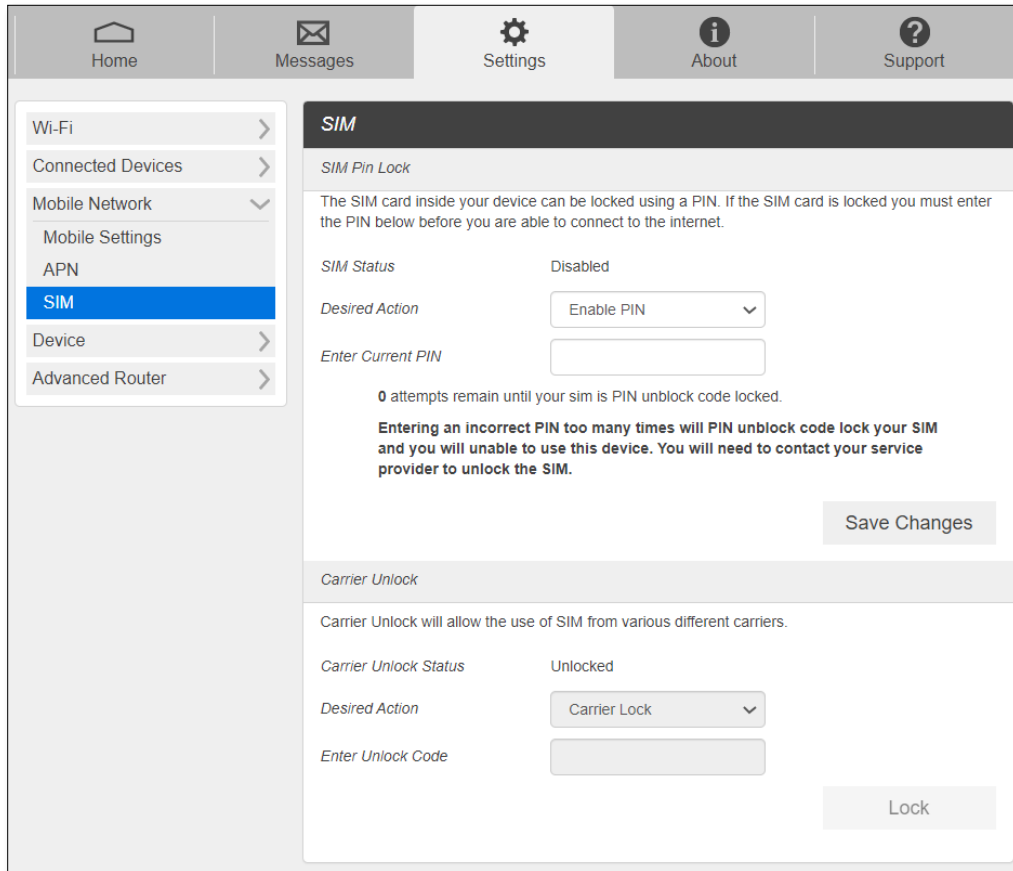 Home
Messages
Settings
About
Support
Wi-Fi
Connected Devices
Mobile Network
Mobile Settings
APN
SIM
Device
Advanced Router
SIM
SIM Pin Lock
The SIM card inside your device can be locked using a PIN. If the SIM card is locked you must enter
the PIN below before you are able to connect to the internet.
SIM Status Disabled
Desired Action Enable PIN
Enter Current PIN
0 attempts remain until your sim is PIN unblock code locked.
Entering an incorrect PIN too many times will PIN unblock code lock your SIM
and you will unable to use this device. You will need to contact your service
provider to unlock the SIM.
Save Changes
Carrier Unlock
Carrier Unlock will allow the use of SIM from various different carriers.
Carrier Unlock Status Unlocked
Desired Action Carrier Lock
Enter Unlock Code
Lock